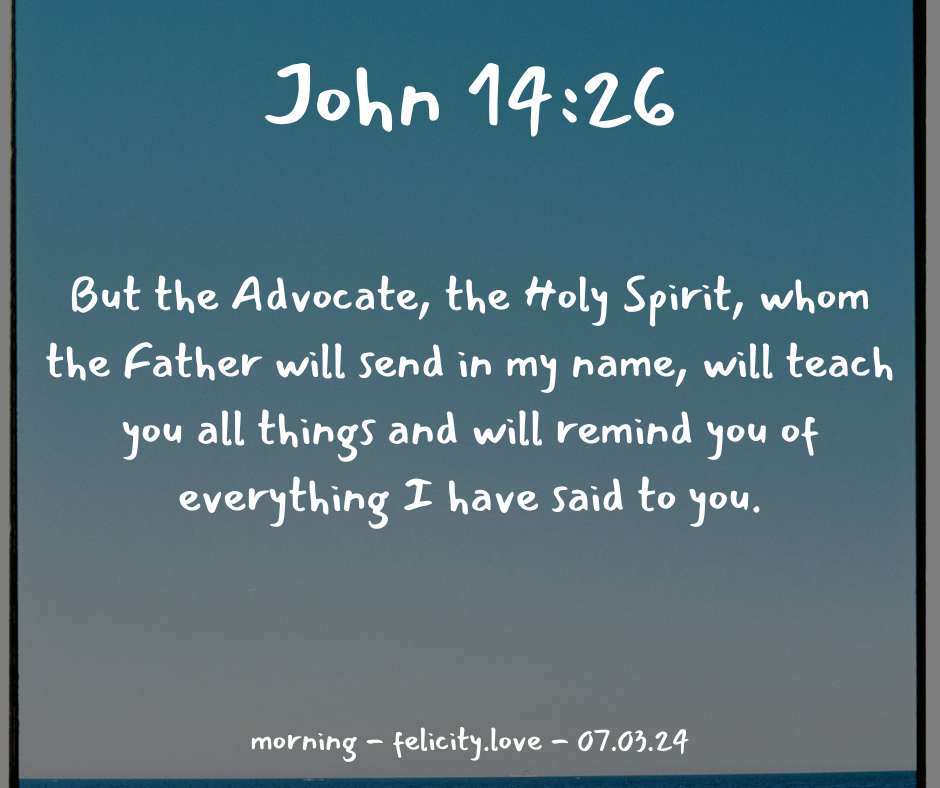 John 14:26
But the Advocate, the Holy Spirit, whom
the Father will send in my name, will teach
you all things and will remind you of
everything I have said to you.
morning - felicity.love - 07.03.24